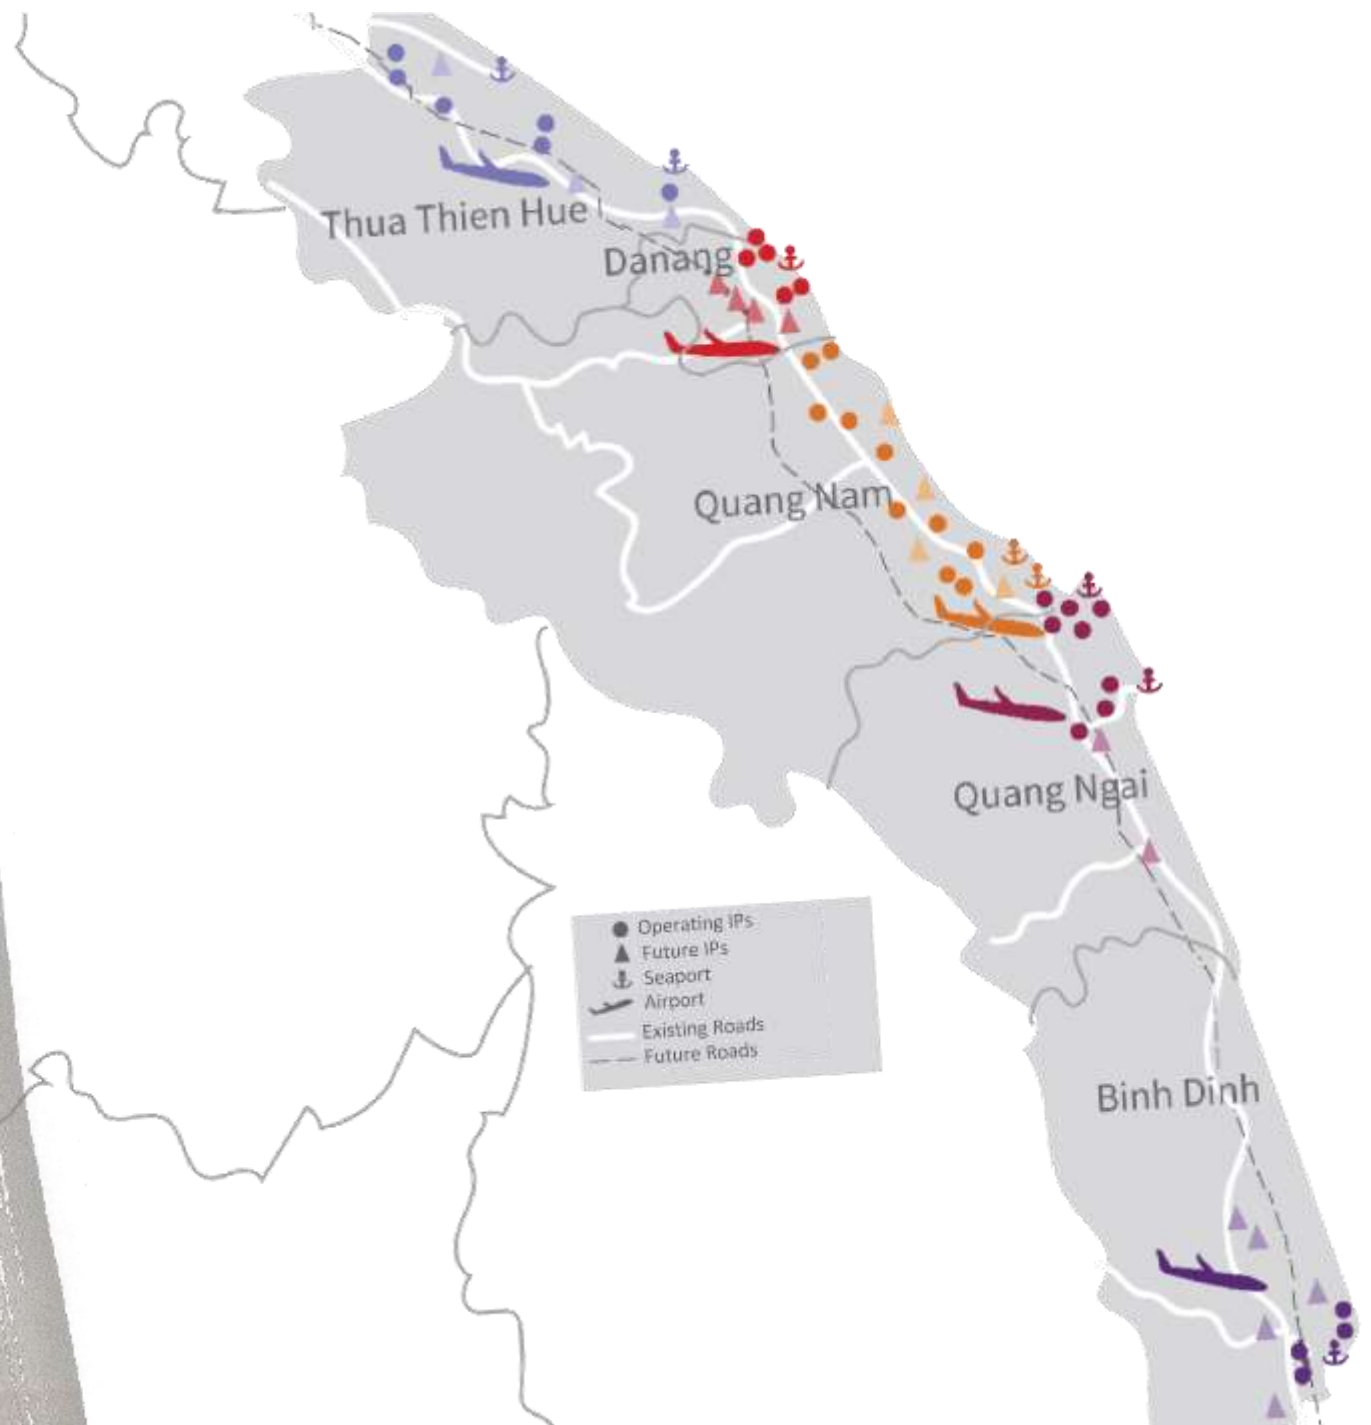 Thua Thien Hue
Danang
Quang Nam
Quang Ngai
Operating IPs
Future IPs
Seaport
Airport
Existing Roads
Future Roads
Binh Dinh